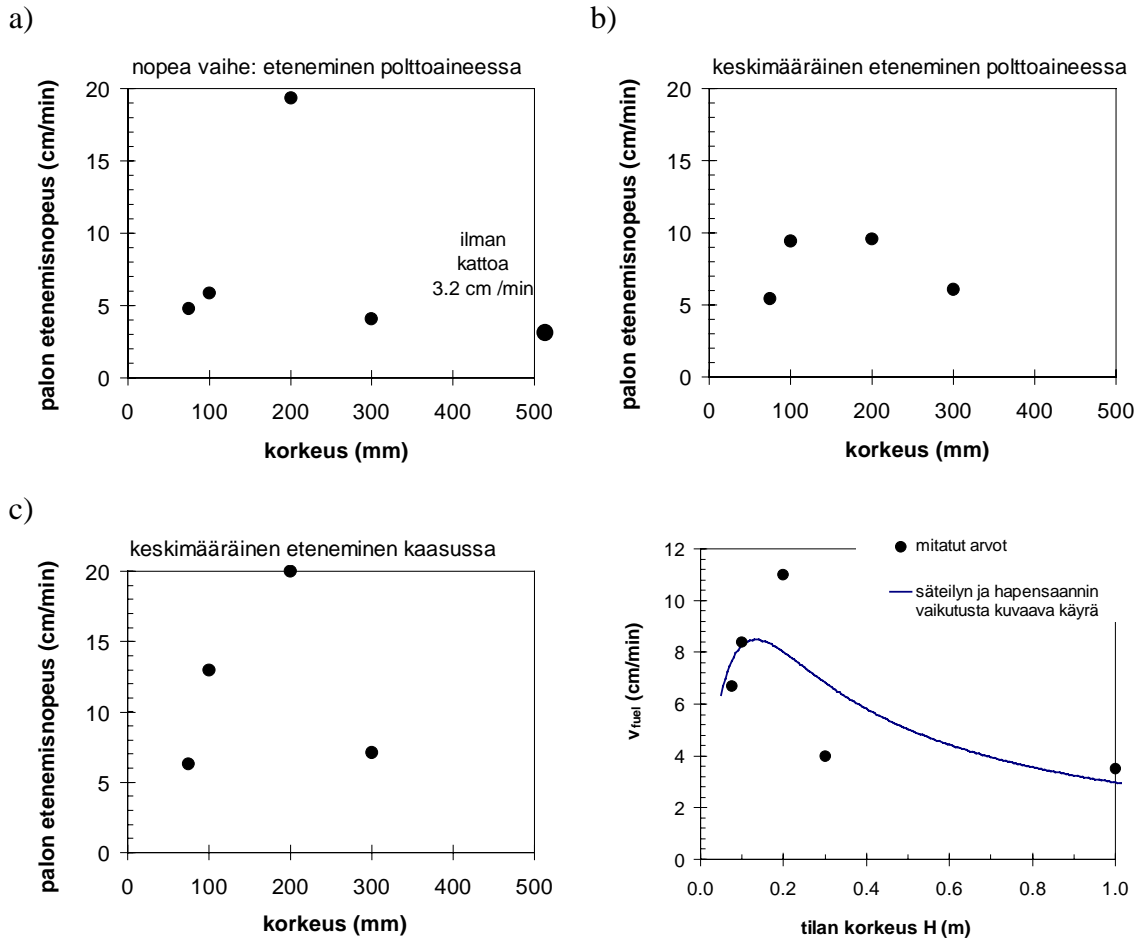 a)
nopea vaihe: eteneminen polttoaineessa
palon etenemisnopeus (cm/min)
20
15
10
5
0
ilman
kattoa
3.2 cm /min
0 100 200 300 400 500
korkeus (mm)
b)
keskimääräinen eteneminen polttoaineessa
palon etenemisnopeus (cm/min)
20
15
10
5
0
0 100 200 300 400 500
korkeus (mm)
c)
keskimääräinen eteneminen kaasussa
palon etenemisnopeus (cm/min)
20
15
10
5
0
0 100 200 300 400 500
korkeus (mm)
mitatut arvot
säteilyn ja hapensaannin
vaikutusta kuvaava käyrä
vfuel (cm/min)
12
10
8
6
4
2
0
0.0 0.2 0.4 0.6 0.8 1.0
tilan korkeus H (m)